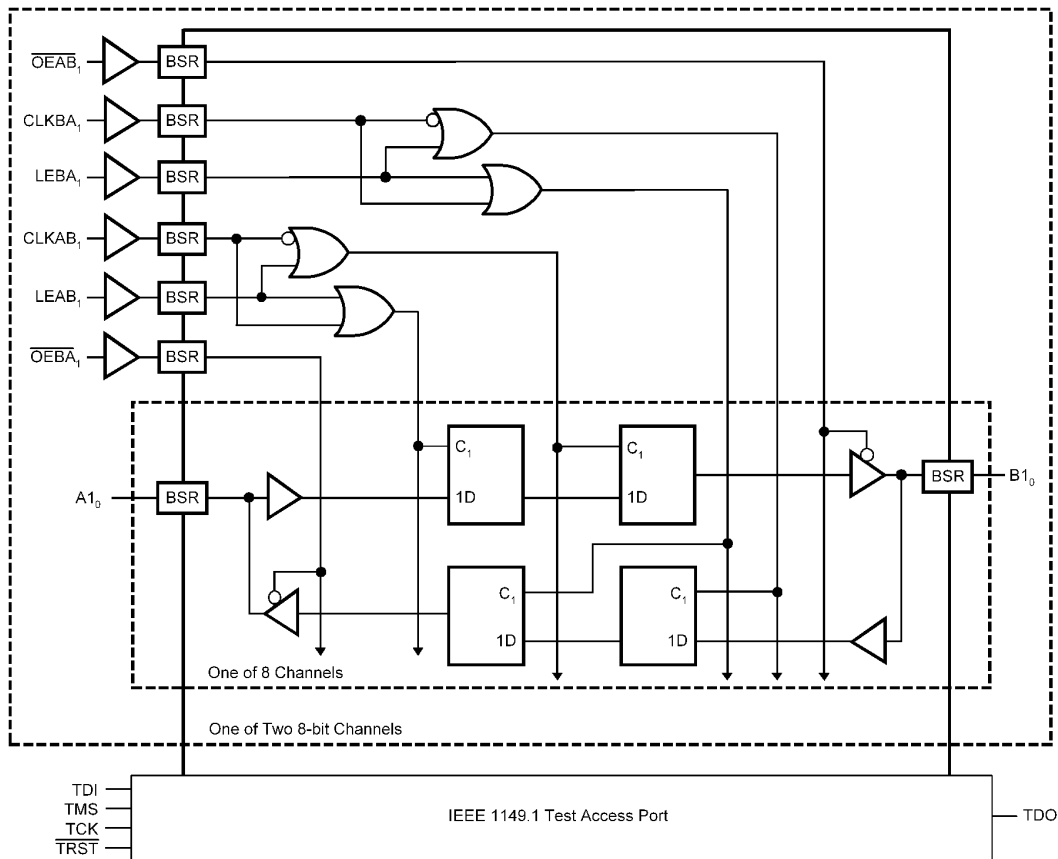 OEAB₁ BSR
CLKBA₁ BSR
LEBA₁ BSR
CLKAB₁ BSR
LEAB₁ BSR
OEBA₁ BSR
C₁ C₁
A1₀ BSR 1D 1D BSR B1₀
C₁ C₁
1D 1D
One of 8 Channels
One of Two 8-bit Channels
TDI
TMS
TCK
TRST
IEEE 1149.1 Test Access Port
TDO